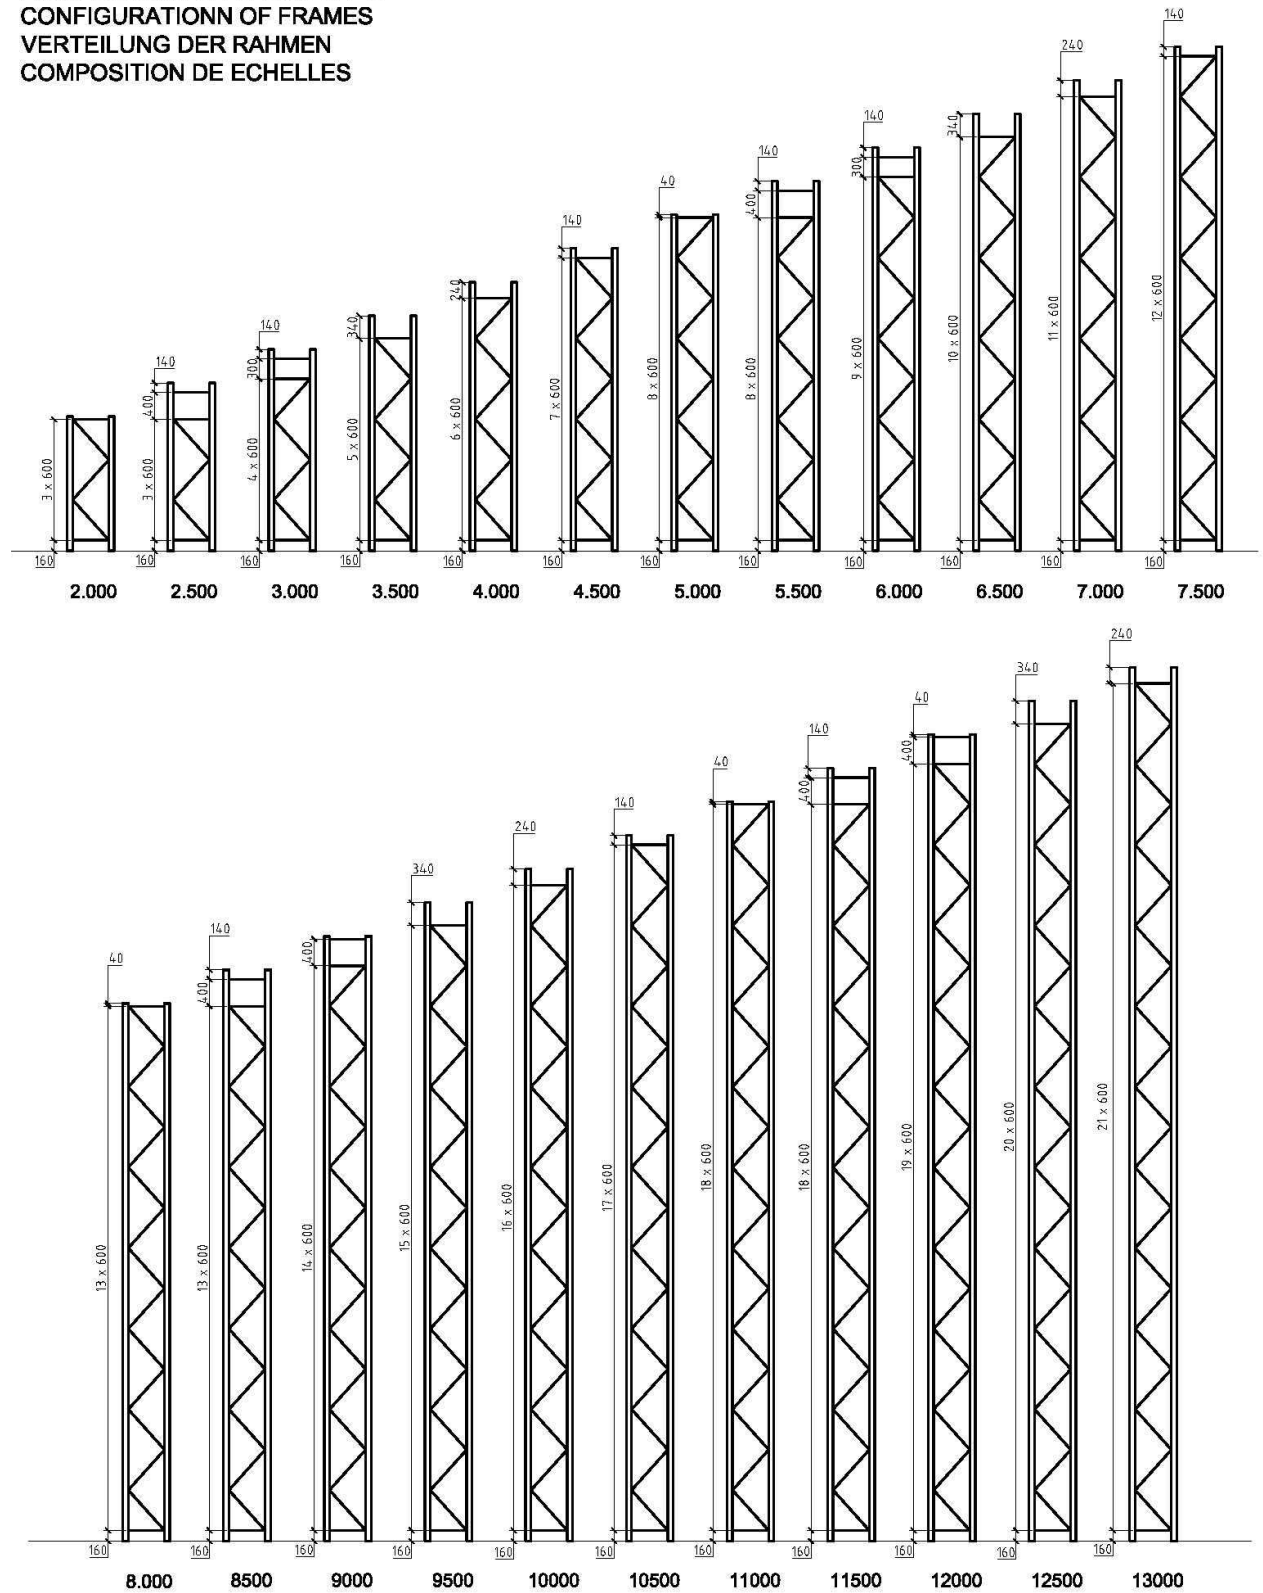 CONFIGURATIONN OF FRAMES
VERTEILUNG DER RAHMEN
COMPOSITION DE ECHELLES
3 x 600
160
2.000
140
400
3 x 600
160
2.500
140
300
4 x 600
160
3.000
340
5 x 600
160
3.500
240
6 x 600
160
4.000
140
7 x 600
160
4.500
40
8 x 600
160
5.000
140
400
8 x 600
160
5.500
140
300
9 x 600
160
6.000
340
10 x 600
160
6.500
240
11 x 600
160
7.000
140
12 x 600
160
7.500
40
13 x 600
160
8.000
140
400
13 x 600
160
8500
400
14 x 600
160
9000
340
15 x 600
160
9500
240
16 x 600
160
10000
140
17 x 600
160
10500
40
18 x 600
160
11000
140
400
18 x 600
160
11500
40
400
19 x 600
160
12000
340
20 x 600
160
12500
240
21 x 600
160
13000